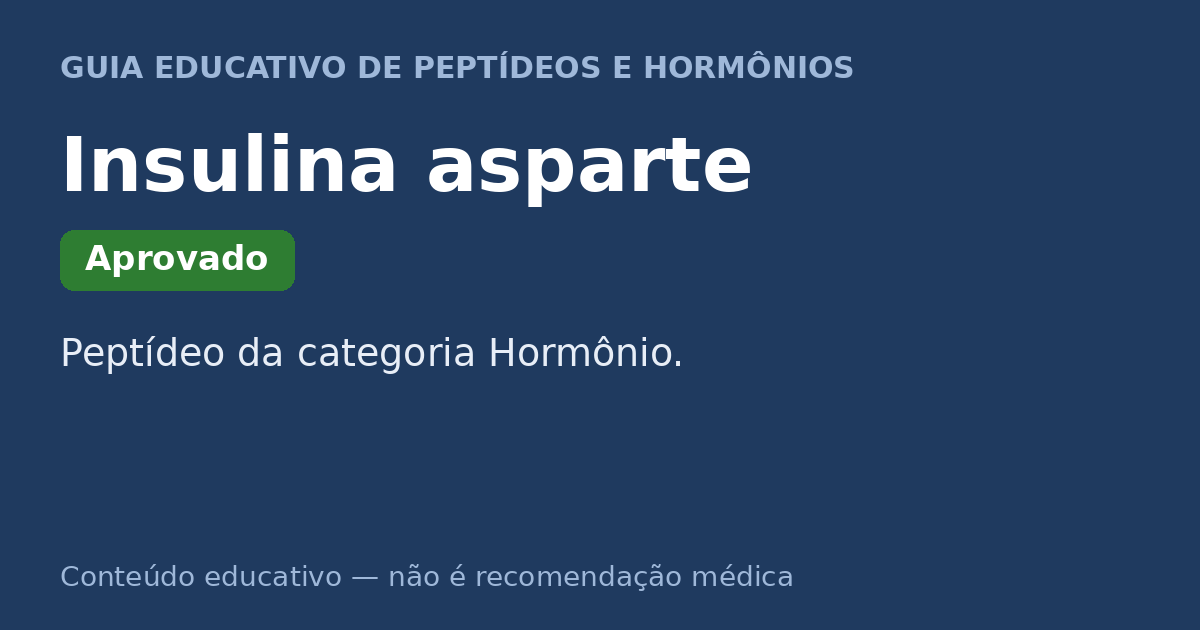 GUIA EDUCATIVO DE PEPTÍDEOS E HORMÔNIOS
Insulina asparte
Aprovado
Peptídeo da categoria Hormônio.
Conteúdo educativo — não é recomendação médica